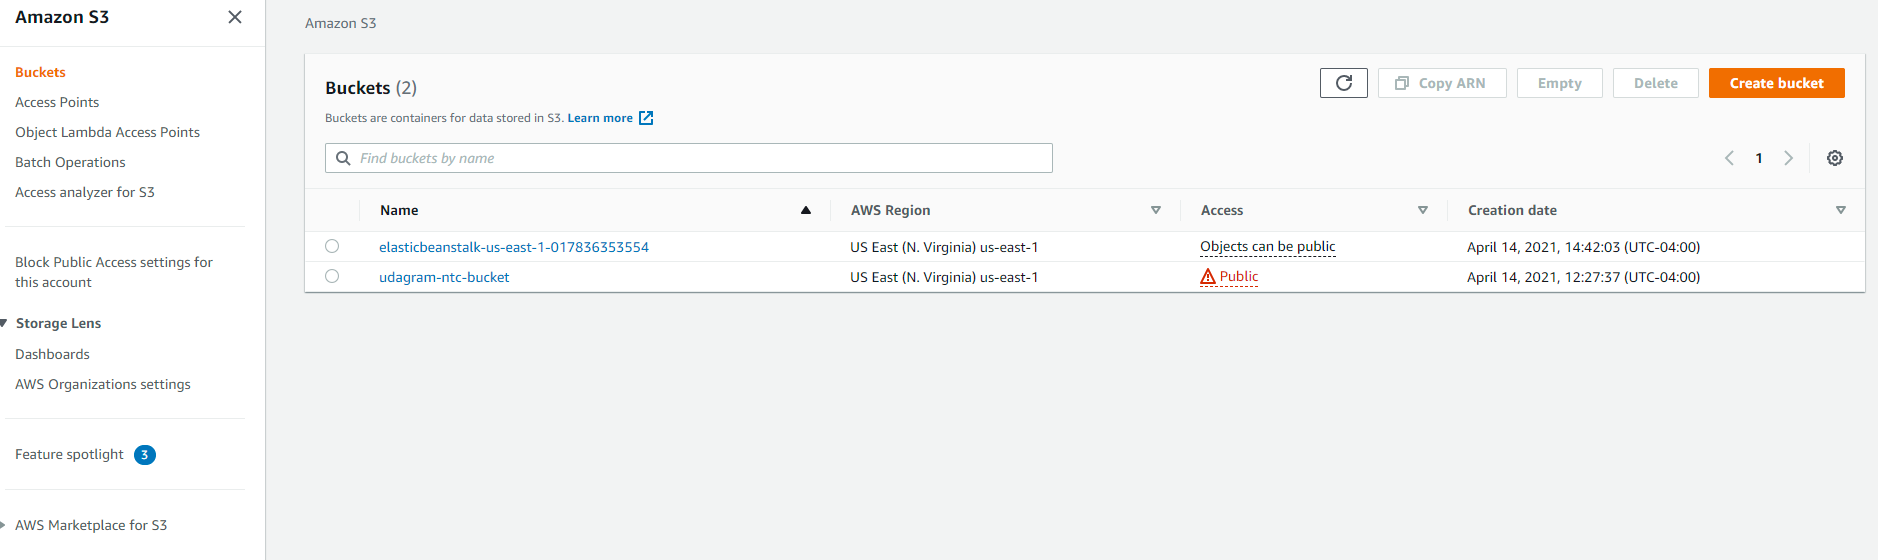 Amazon S3
Buckets
Access Points
Object Lambda Access Points
Batch Operations
Access analyzer for S3
Block Public Access settings for
this account
Storage Lens
Dashboards
AWS Organizations settings
Feature spotlight 3
AWS Marketplace for S3
Amazon S3
Buckets (2)
Copy ARN Empty Delete Create bucket
Buckets are containers for data stored in S3. Learn more
Find buckets by name
1
Name AWS Region Access Creation date
elasticbeanstalk-us-east-1-017836353554 US East (N. Virginia) us-east-1 Objects can be public April 14, 2021, 14:42:03 (UTC-04:00)
udagram-ntc-bucket US East (N. Virginia) us-east-1 Public April 14, 2021, 12:27:37 (UTC-04:00)